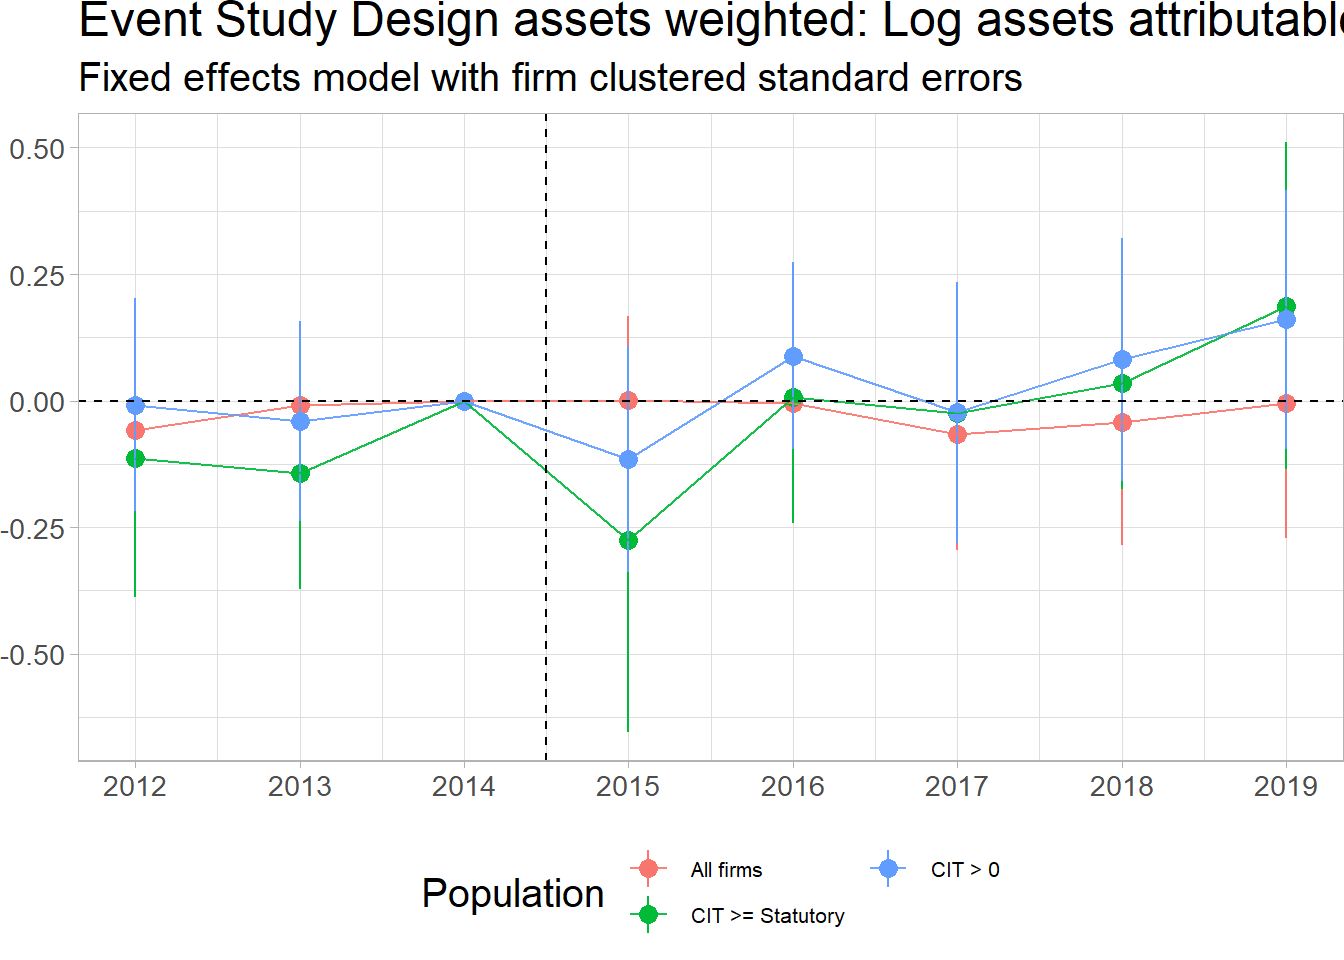 Event Study Design assets weighted: Log assets attributable
Fixed effects model with firm clustered standard errors
0.50
0.25
0.00
-0.25
-0.50
2012 2013 2014 2015 2016 2017 2018 2019
Population
All firms
CIT > 0
CIT >= Statutory